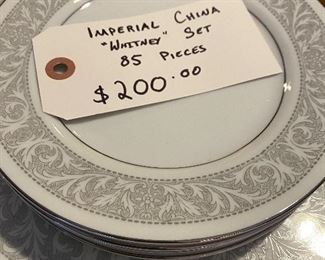 IMPERIAL CHINA
"WHITNEY" SET
85 PIECES
$200.00